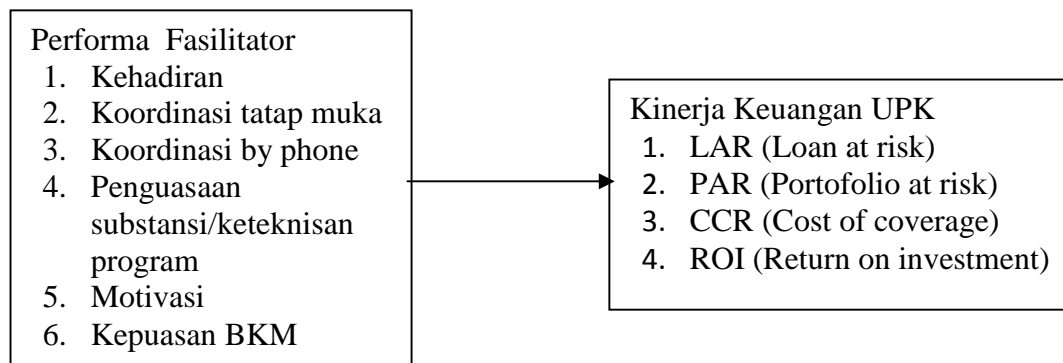 Performa Fasilitator
1. Kehadiran
2. Koordinasi tatap muka
3. Koordinasi by phone
4. Penguasaan
substansi/keteknisan
program
5. Motivasi
6. Kepuasan BKM
Kinerja Keuangan UPK
1. LAR (Loan at risk)
2. PAR (Portofolio at risk)
3. CCR (Cost of coverage)
4. ROI (Return on investment)